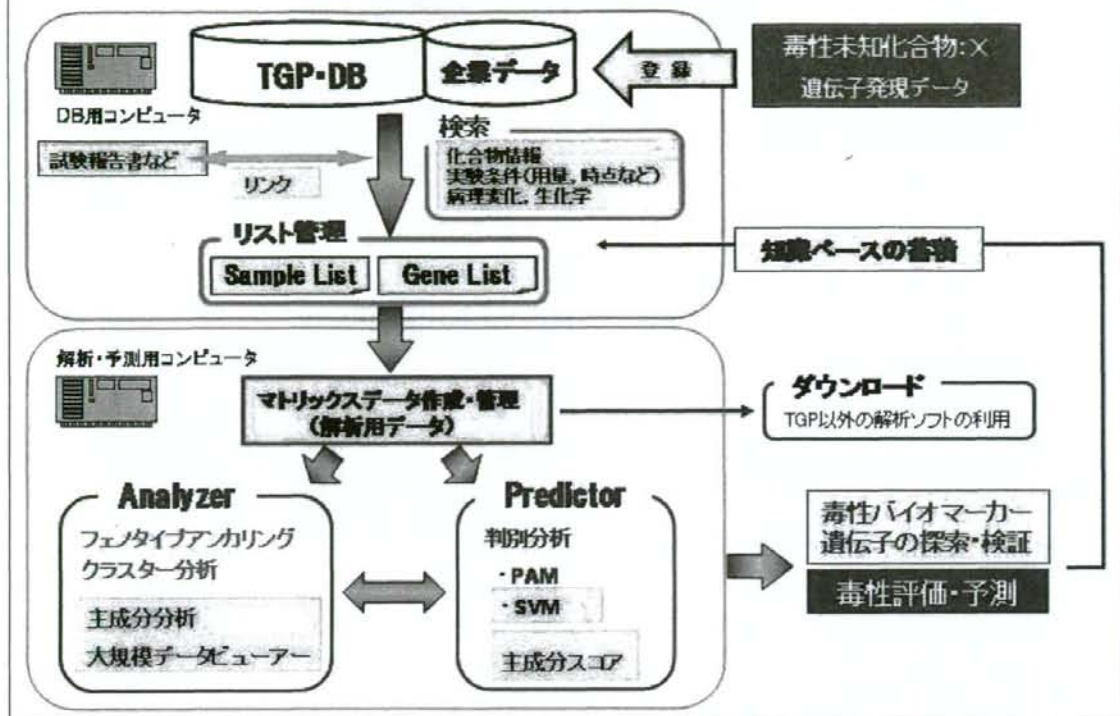 TGP・DB
企業データ
登録
毒性未知化合物:×
遺伝子発現データ
DB用コンピュータ
試験報告書など
リンク
検索
化合物情報
実験条件(用量,時点など)
病理変化,生化学
リスト管理
Sample List
Gene List
知識ベースの蓄積
解析・予測用コンピュータ
マトリックスデータ作成・管理
(解析用データ)
ダウンロード
TGP以外の解析ソフトの利用
Analyzer
フェノタイプアンカリング
クラスター分析
主成分分析
大規模データビューアー
Predictor
判別分析
・PAM
・SVM
主成分スコア
毒性バイオマーカー
遺伝子の探索・検証
毒性評価・予測